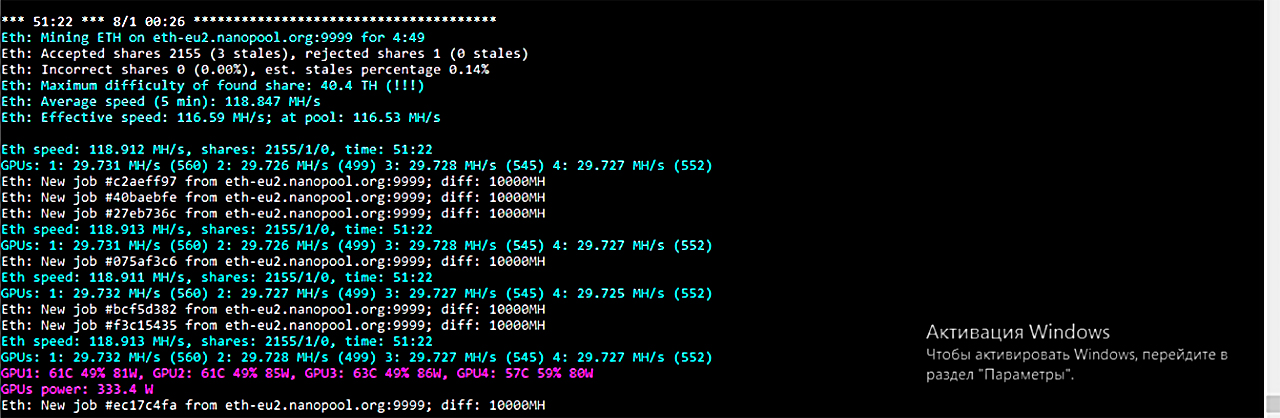 *** 51:22 *** 8/1 00:26 **************************************
Eth: Mining ETH on eth-eu2.nanopool.org:9999 for 4:49
Eth: Accepted shares 2155 (3 stales), rejected shares 1 (0 stales)
Eth: Incorrect shares 0 (0.00%), est. stales percentage 0.14%
Eth: Maximum difficulty of found share: 40.4 TH (!!!)
Eth: Average speed (5 min): 118.847 MH/s
Eth: Effective speed: 116.59 MH/s; at pool: 116.53 MH/s
Eth speed: 118.912 MH/s, shares: 2155/1/0, time: 51:22
GPUs: 1: 29.731 MH/s (560) 2: 29.726 MH/s (499) 3: 29.728 MH/s (545) 4: 29.727 MH/s (552)
Eth: New job #c2aeff97 from eth-eu2.nanopool.org:9999; diff: 10000MH
Eth: New job #40baebfe from eth-eu2.nanopool.org:9999; diff: 10000MH
Eth: New job #27eb736c from eth-eu2.nanopool.org:9999; diff: 10000MH
Eth speed: 118.913 MH/s, shares: 2155/1/0, time: 51:22
GPUs: 1: 29.731 MH/s (560) 2: 29.726 MH/s (499) 3: 29.728 MH/s (545) 4: 29.727 MH/s (552)
Eth: New job #075af3c6 from eth-eu2.nanopool.org:9999; diff: 10000MH
Eth speed: 118.911 MH/s, shares: 2155/1/0, time: 51:22
GPUs: 1: 29.732 MH/s (560) 2: 29.727 MH/s (499) 3: 29.727 MH/s (545) 4: 29.725 MH/s (552)
Eth: New job #bcf5d382 from eth-eu2.nanopool.org:9999; diff: 10000MH
Eth: New job #f3c15435 from eth-eu2.nanopool.org:9999; diff: 10000MH
Eth speed: 118.913 MH/s, shares: 2155/1/0, time: 51:22
GPUs: 1: 29.732 MH/s (560) 2: 29.728 MH/s (499) 3: 29.727 MH/s (545) 4: 29.727 MH/s (552)
GPU1: 61C 49% 81W, GPU2: 61C 49% 85W, GPU3: 63C 49% 86W, GPU4: 57C 59% 80W
GPUs power: 333.4 W
Eth: New job #ec17c4fa from eth-eu2.nanopool.org:9999; diff: 10000MH
Активация Windows
Чтобы активировать Windows, перейдите в
раздел "Параметры".